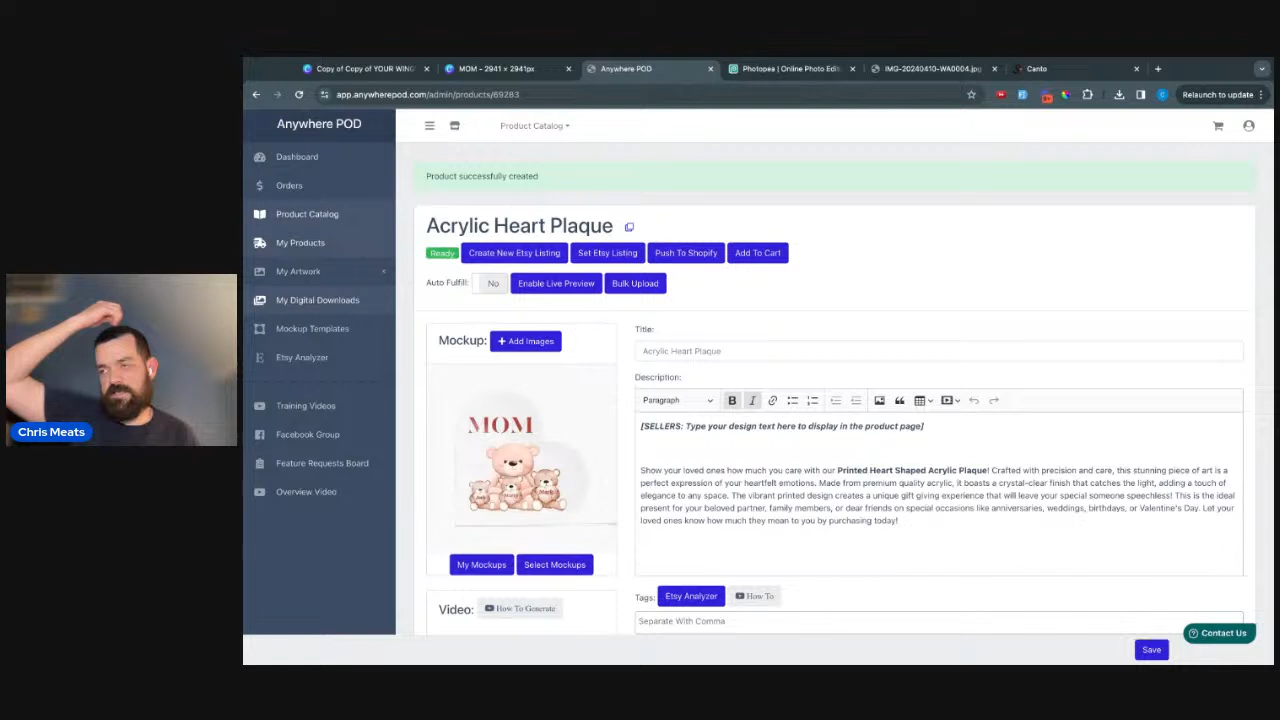 Copy of Copy of YOUR WING
MOM - 2941 × 2941px
Anywhere POD
Photopea | Online Photo Edit
IMG-20240410-WA0004.jpg
Canto
app.anywherepod.com/admin/products/69283
Relaunch to update
Anywhere POD
Product Catalog
Dashboard
Orders
Product Catalog
My Products
My Artwork
My Digital Downloads
Mockup Templates
Etsy Analyzer
Training Videos
Facebook Group
Feature Requests Board
Overview Video
Product successfully created
Acrylic Heart Plaque
Ready Create New Etsy Listing Set Etsy Listing Push To Shopify Add To Cart
Auto Fulfill: No Enable Live Preview Bulk Upload
Mockup: + Add Images
MOM
My Mockups Select Mockups
Video: How To Generate
Title:
Acrylic Heart Plaque
Description:
Paragraph B I
[SELLERS: Type your design text here to display in the product page]
Show your loved ones how much you care with our Printed Heart Shaped Acrylic Plaque! Crafted with precision and care, this stunning piece of art is a
perfect expression of your heartfelt emotions. Made from premium quality acrylic, it boasts a crystal-clear finish that catches the light, adding a touch of
elegance to any space. The vibrant printed design creates a unique gift giving experience that will leave your special someone speechless! This is the ideal
present for your beloved partner, family members, or dear friends on special occasions like anniversaries, weddings, birthdays, or Valentine's Day. Let your
loved ones know how much they mean to you by purchasing today!
Tags: Etsy Analyzer How To
Separate With Comma
Contact Us
Save
Chris Meats